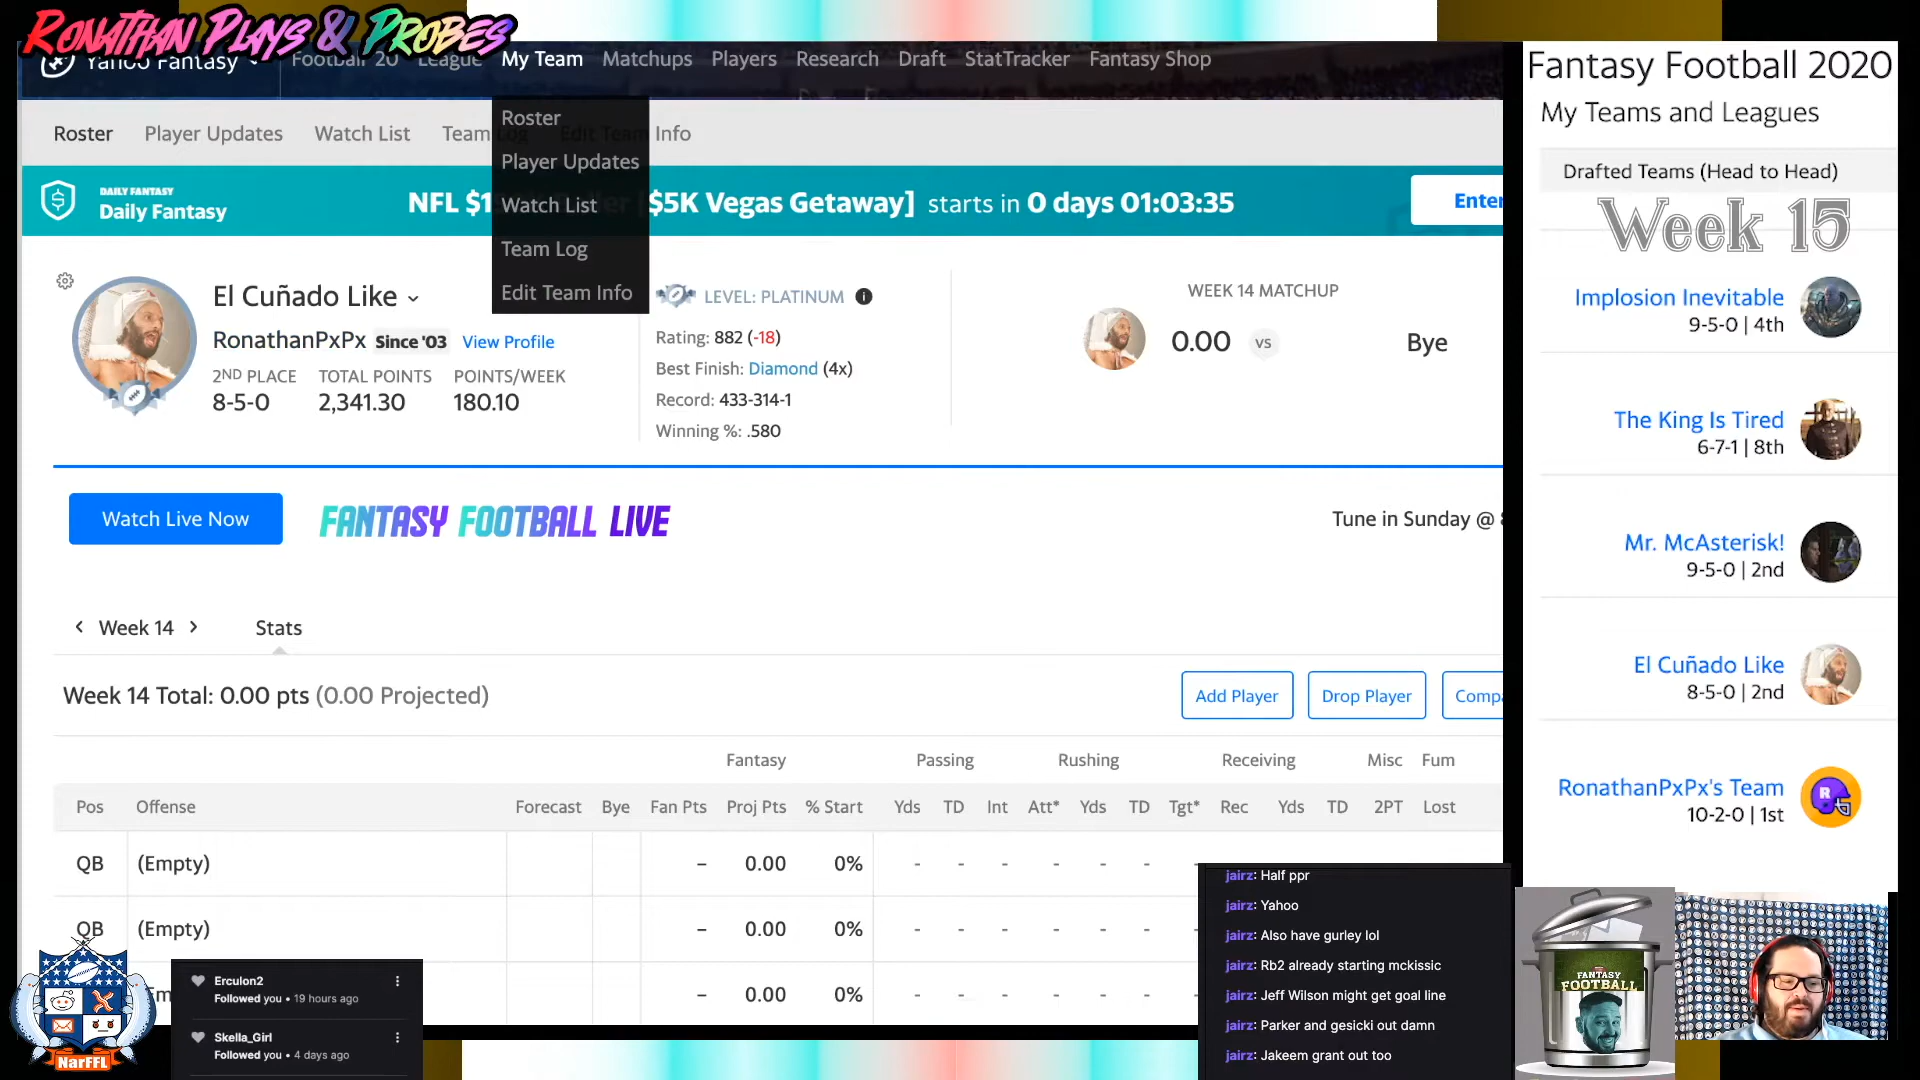 RONATHAN PLAYS & PROBES
Yahoo Fantasy
Football '20
League
My Team
Matchups
Players
Research
Draft
StatTracker
Fantasy Shop
Roster
Player Updates
Watch List
Team Log
Edit Team Info
Roster
Player Updates
Watch List
Team Log
Edit Team Info
DAILY FANTASY
Daily Fantasy
NFL $1
[$5K Vegas Getaway] starts in 0 days 01:03:35
Enter
El Cuñado Like
RonathanPxPx Since '03 View Profile
2ND PLACE TOTAL POINTS POINTS/WEEK
8-5-0 2,341.30 180.10
LEVEL: PLATINUM
Rating: 882 (-18)
Best Finish: Diamond (4x)
Record: 433-314-1
Winning %: .580
WEEK 14 MATCHUP
0.00 vs Bye
Watch Live Now
FANTASY FOOTBALL LIVE
Tune in Sunday @
Week 14 Stats
Week 14 Total: 0.00 pts (0.00 Projected)
Add Player
Drop Player
Compa
Fantasy Passing Rushing Receiving Misc Fum
Pos Offense Forecast Bye Fan Pts Proj Pts % Start Yds TD Int Att* Yds TD Tgt* Rec Yds TD 2PT Lost
QB (Empty) – 0.00 0% - - - - - - -
QB (Empty) – 0.00 0% - - - - - - -
– 0.00 0% - - - - - - -
Erculon2
Followed you • 19 hours ago
Skella_Girl
Followed you • 4 days ago
NarFFL
jairz: Half ppr
jairz: Yahoo
jairz: Also have gurley lol
jairz: Rb2 already starting mckissic
jairz: Jeff Wilson might get goal line
jairz: Parker and gesicki out damn
jairz: Jakeem grant out too
Fantasy Football 2020
My Teams and Leagues
Drafted Teams (Head to Head)
Week 15
Implosion Inevitable
9-5-0 | 4th
The King Is Tired
6-7-1 | 8th
Mr. McAsterisk!
9-5-0 | 2nd
El Cuñado Like
8-5-0 | 2nd
RonathanPxPx's Team
10-2-0 | 1st
R
FANTASY
FOOTBALL